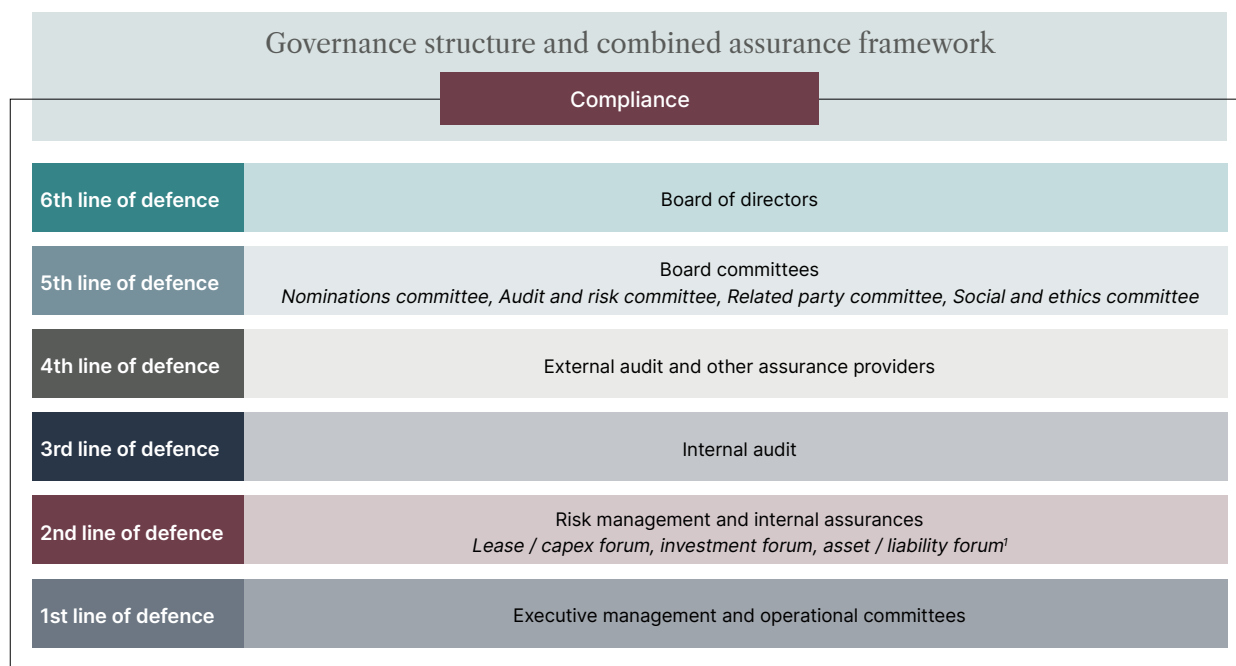 Governance structure and combined assurance framework
Compliance
6th line of defence
Board of directors
5th line of defence
Board committees
Nominations committee, Audit and risk committee, Related party committee, Social and ethics committee
4th line of defence
External audit and other assurance providers
3rd line of defence
Internal audit
2nd line of defence
Risk management and internal assurances
Lease / capex forum, investment forum, asset / liability forum¹
1st line of defence
Executive management and operational committees